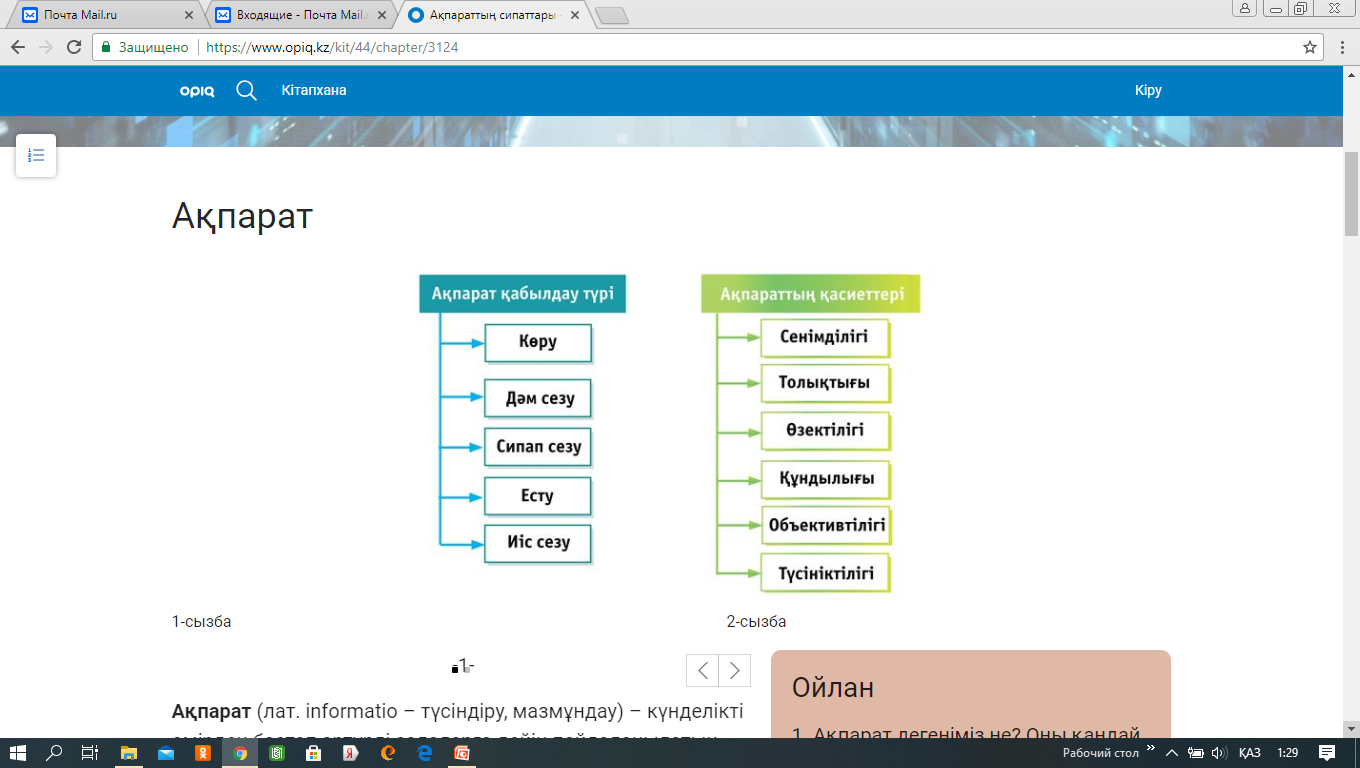 Почта Mail.ru
Входящие - Почта Mail.
Ақпараттың сипаттары -
Защищено
https://www.opiq.kz/kit/44/chapter/3124
opiq
Кітапхана
Кіру
Ақпарат
Ақпарат қабылдау түрі
Көру
Дәм сезу
Сипап сезу
Есту
Иіс сезу
Ақпараттың қасиеттері
Сенімділігі
Толықтығы
Өзектілігі
Құндылығы
Объективтілігі
Түсініктілігі
1-сызба
2-сызба
-1-
Ойлан
Ақпарат (лат. informatio – түсіндіру, мазмұндау) – күнделікті
1. Ақпарат дегеніміз не? Оны қандай
Рабочий стол
ҚАЗ
1:29